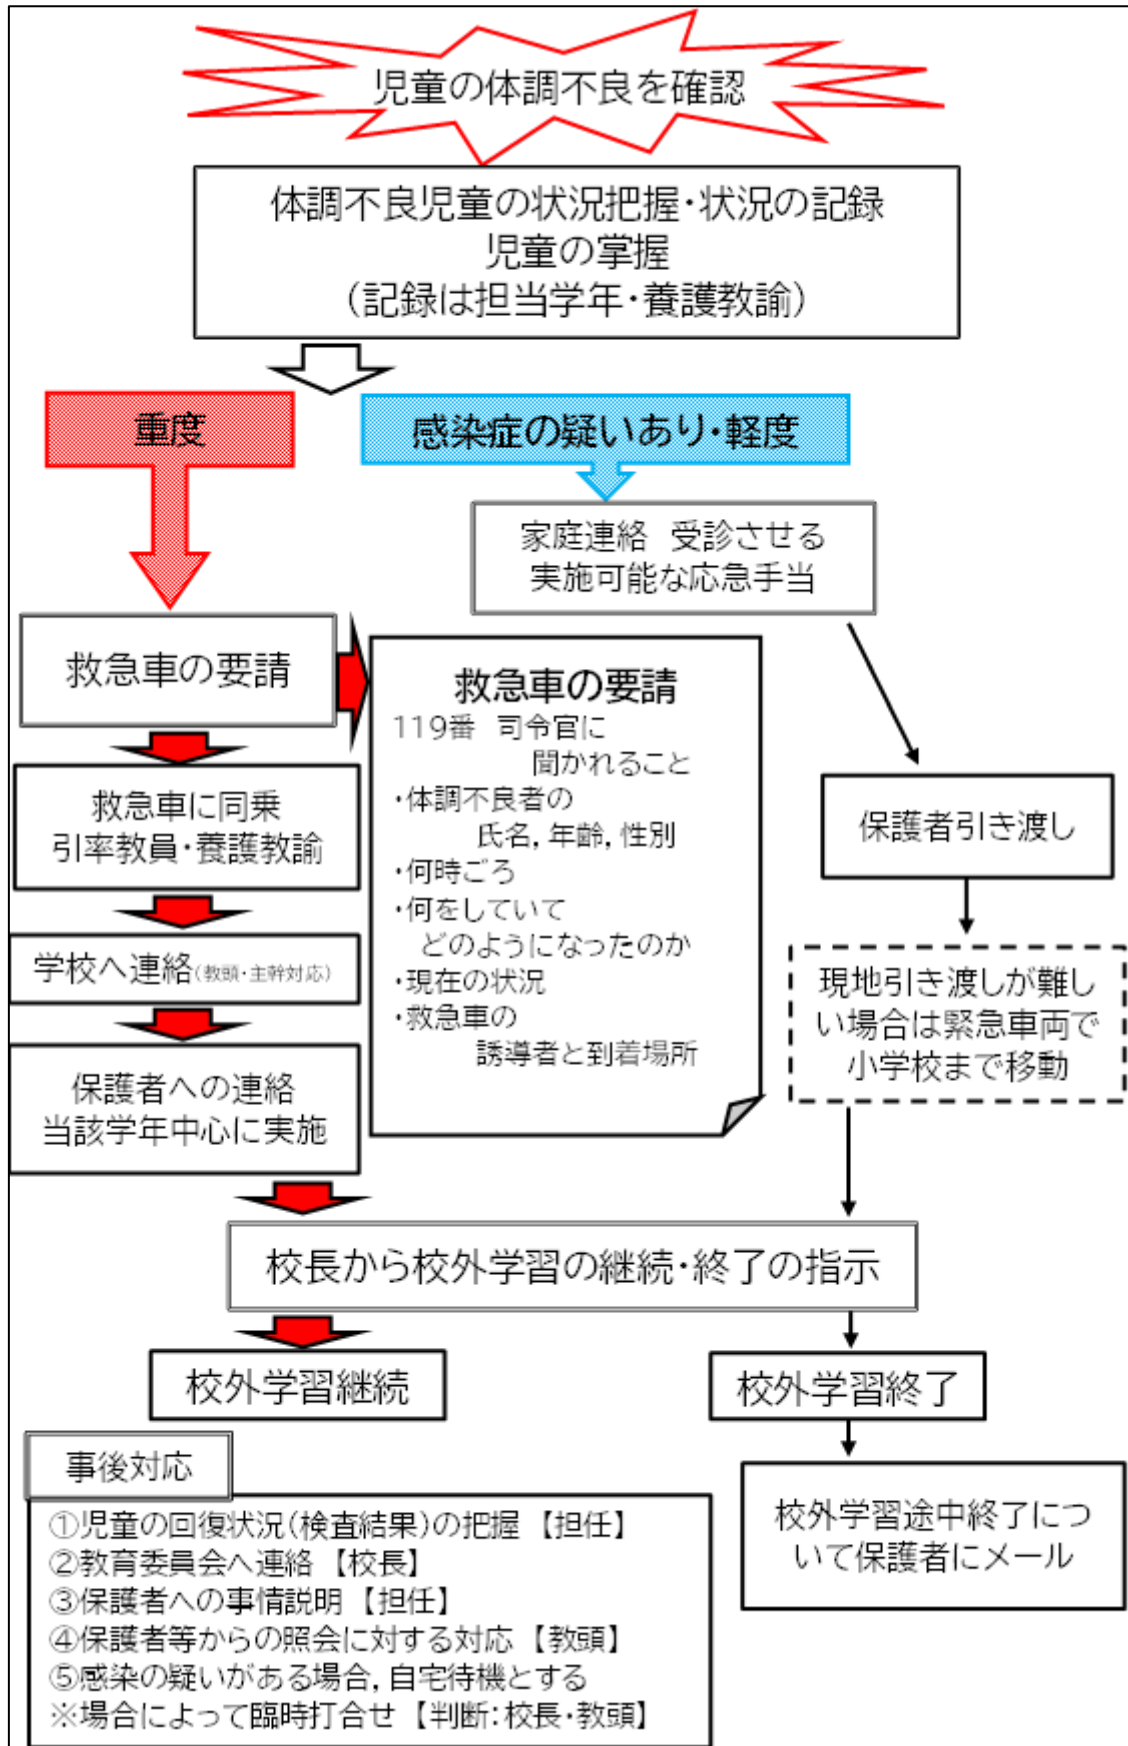 児童の体調不良を確認
体調不良児童の状況把握・状況の記録
児童の掌握
（記録は担当学年・養護教諭）
重度
感染症の疑いあり・軽度
家庭連絡　受診させる
実施可能な応急手当
救急車の要請
救急車の要請
119番　司令官に
聞かれること
・体調不良者の
氏名，年齢，性別
・何時ごろ
・何をしていて
どのようになったのか
・現在の状況
・救急車の
誘導者と到着場所
救急車に同乗
引率教員・養護教諭
学校へ連絡（教頭・主幹対応）
保護者への連絡
当該学年中心に実施
保護者引き渡し
現地引き渡しが難し
い場合は緊急車両で
小学校まで移動
校長から校外学習の継続・終了の指示
校外学習継続
校外学習終了
校外学習途中終了につ
いて保護者にメール
事後対応
①児童の回復状況（検査結果）の把握　【担任】
②教育委員会へ連絡　【校長】
③保護者への事情説明　【担任】
④保護者等からの照会に対する対応　【教頭】
⑤感染の疑いがある場合，自宅待機とする
※場合によって臨時打合せ　【判断：校長・教頭】